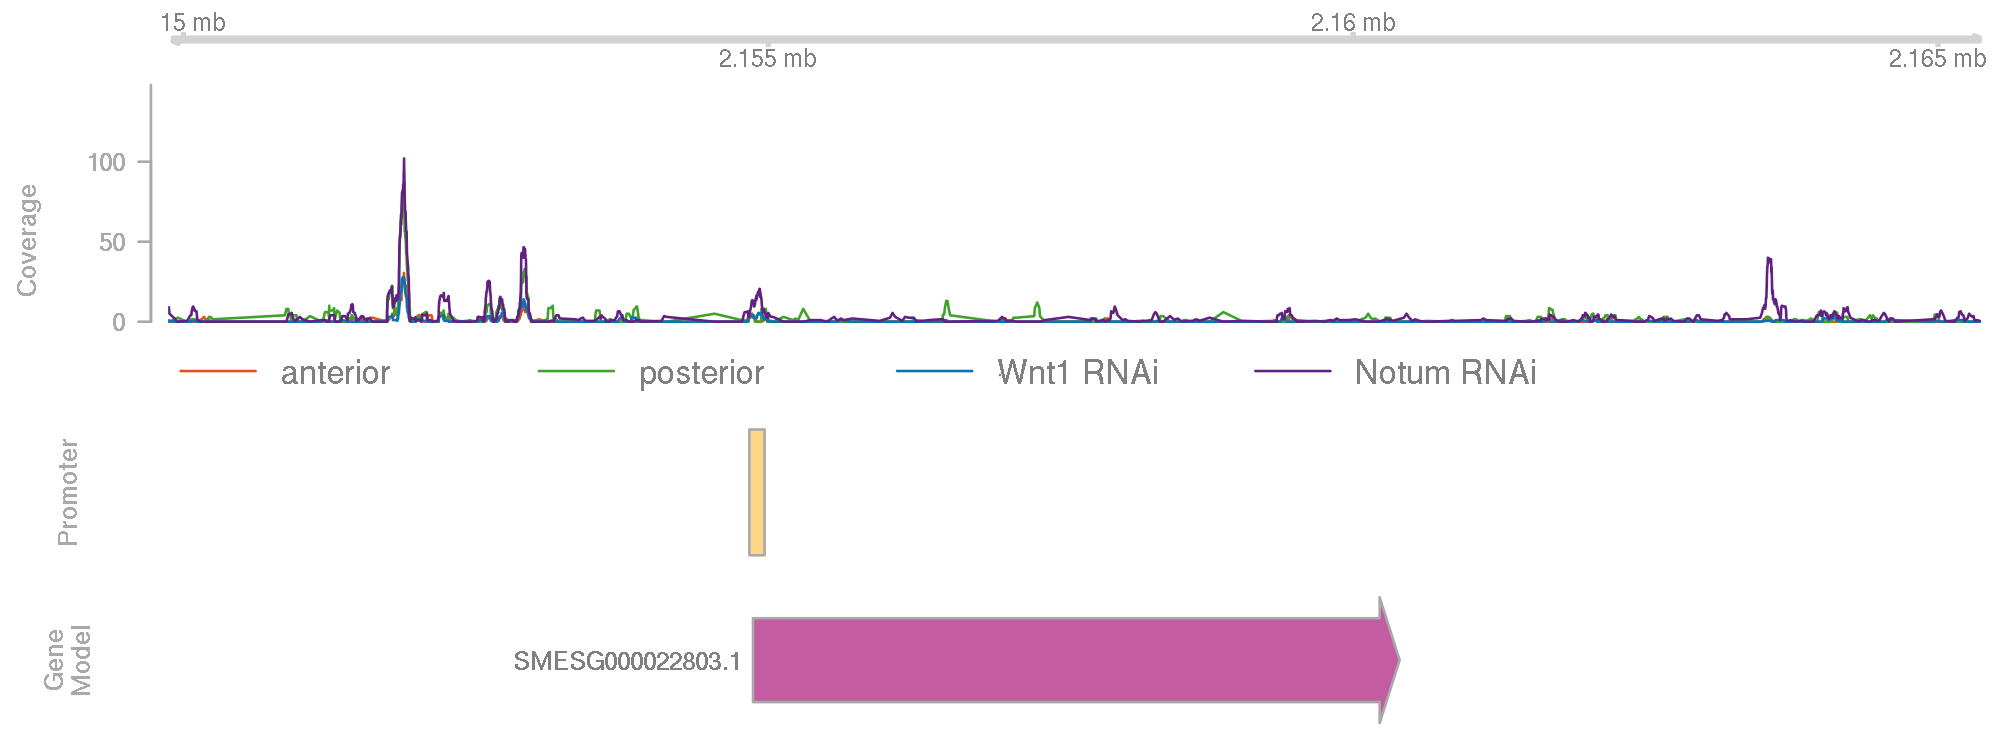 15 mb
2.16 mb
2.155 mb
2.165 mb
Coverage
100
50
0
anterior
posterior
Wnt1 RNAi
Notum RNAi
Promoter
Gene
Model
SMESG000022803.1